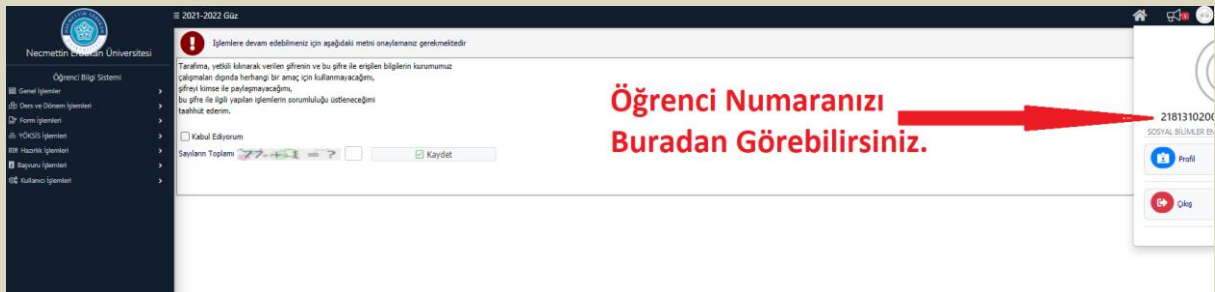 Necmettin Erbakan Üniversitesi
Öğrenci Bilgi Sistemi
Genel İşlemler
Ders ve Dönem İşlemleri
Form İşlemleri
YÖKSİS İşlemleri
Hazırlık İşlemleri
Başvuru İşlemleri
Kullanıcı İşlemleri
2021-2022 Güz
İşlemlere devam edebilmeniz için aşağıdaki metni onaylamanız gerekmektedir
Tarafıma, yetkili kılınarak verilen şifrenin ve bu şifre ile erişilen bilgilerin kurumumuz
çalışmaları dışında herhangi bir amaç için kullanmayacağımı,
şifreyi kimse ile paylaşmayacağımı,
bu şifre ile ilgili yapılan işlemlerin sorumluluğu üstleneceğimi
taahhüt ederim.
Kabul Ediyorum
Sayıların Toplamı = ?
Kaydet
Öğrenci Numaranızı
Buradan Görebilirsiniz.
218131020
SOSYAL BİLİMLER EN
Profil
Çıkış